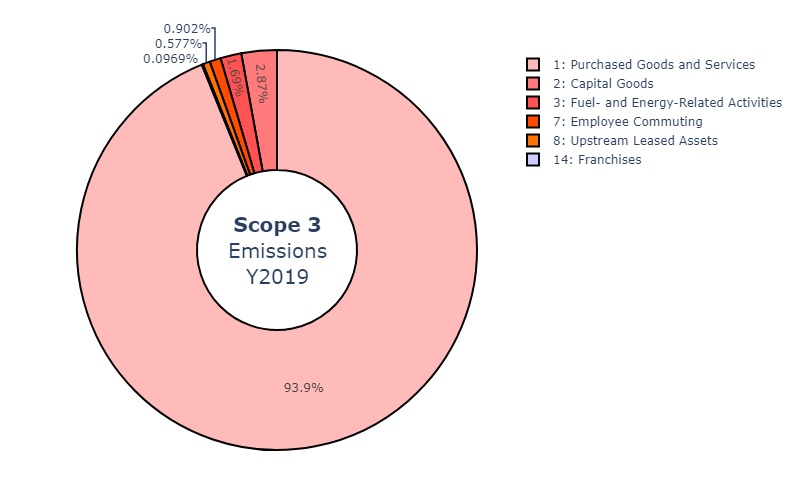 0.902%
0.577%
0.0969%
1.69%
2.87%
Scope 3
Emissions
Y2019
93.9%
1: Purchased Goods and Services
2: Capital Goods
3: Fuel- and Energy-Related Activities
7: Employee Commuting
8: Upstream Leased Assets
14: Franchises